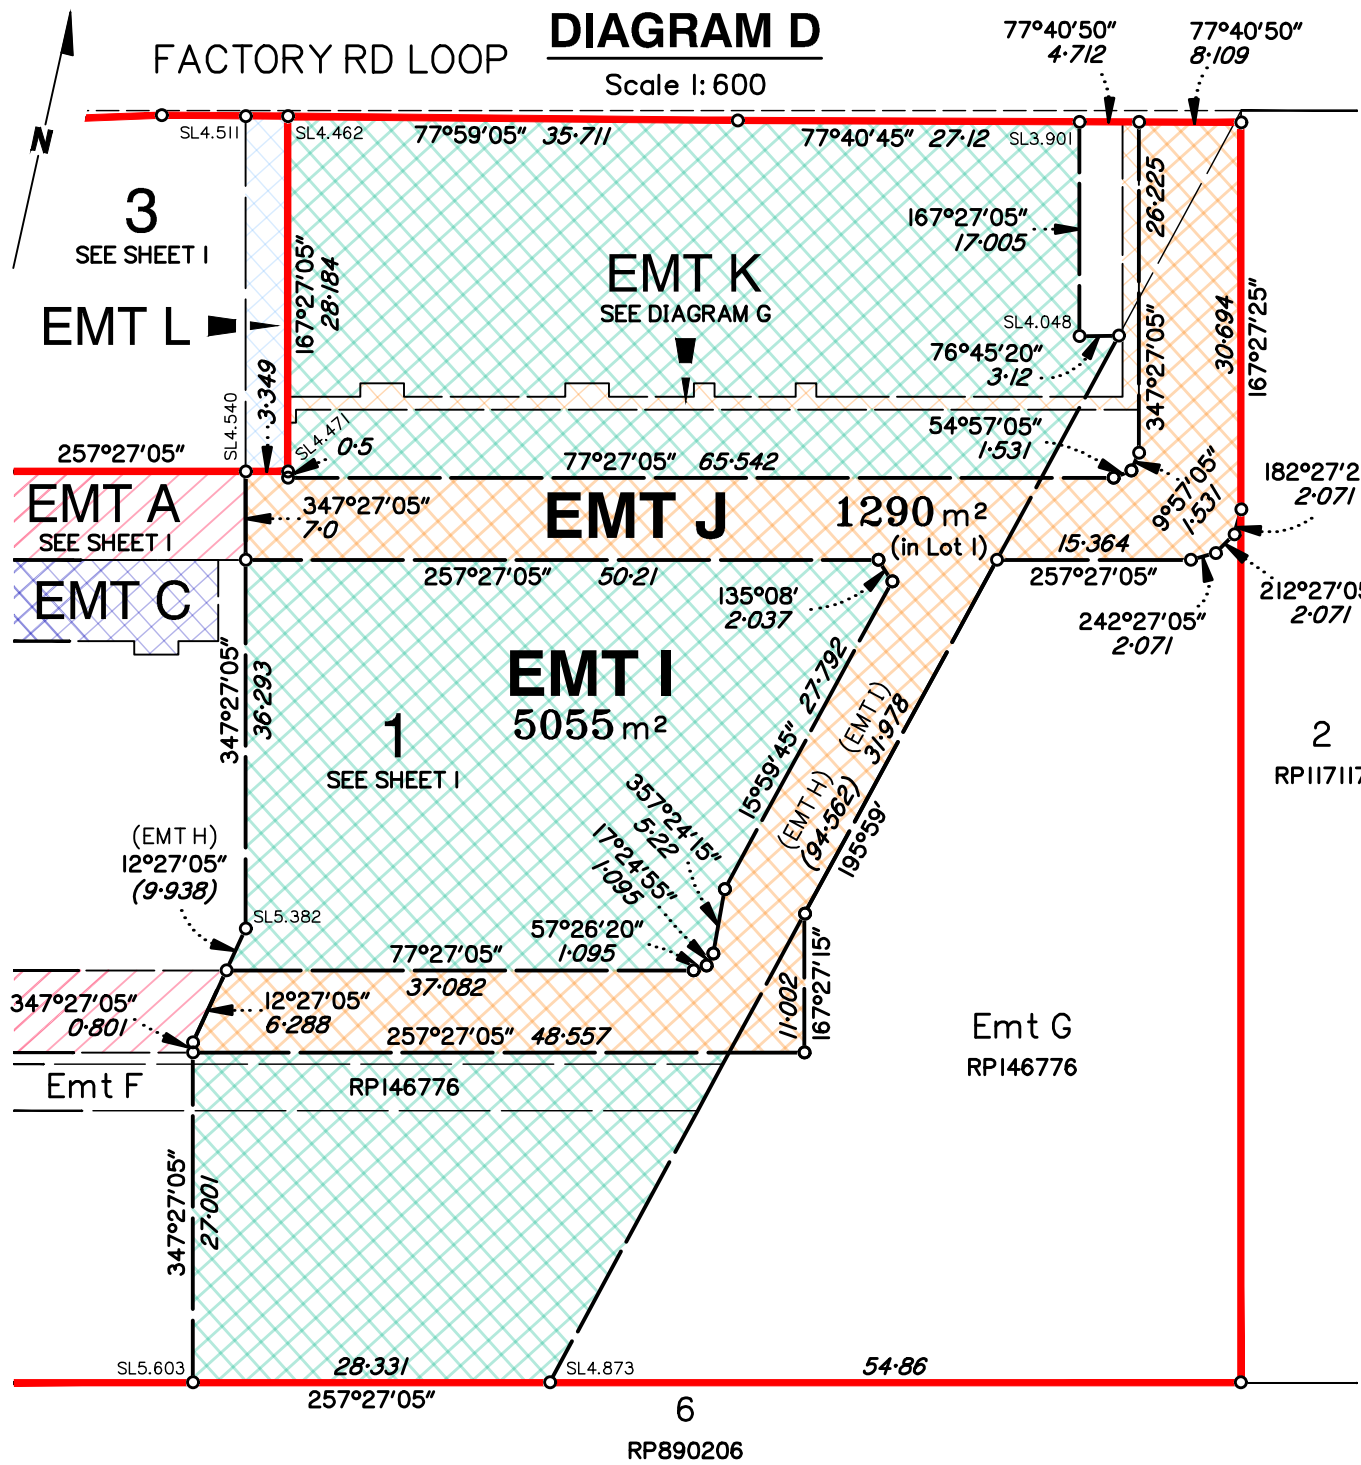 DIAGRAM D
Scale 1:600
FACTORY RD LOOP
N
77°40'50"
4·712
77°40'50"
8·109
SL4.511
SL4.462
77°59'05" 35·711
77°40'45" 27·12
SL3.901
3
SEE SHEET 1
EMT L
167°27'05"
28·184
EMT K
SEE DIAGRAM G
167°27'05"
17·005
26·225
347°27'05"
30·694
167°27'25"
SL4.048
76°45'20"
3·12
3·349
SL4.540
SL4.471
0·5
257°27'05"
77°27'05" 65·542
54°57'05"
1·531
9°57'05"
1·531
182°27'2
2·071
EMT A
SEE SHEET 1
347°27'05"
7·0
EMT J
1290 m²
(in Lot 1)
15·364
257°27'05"
257°27'05" 50·21
135°08'
2·037
242°27'05"
2·071
212°27'05
2·071
EMT C
347°27'05"
36·293
EMT I
5055 m²
1
SEE SHEET 1
15°59'45" 27·792
(EMT I)
31·978
(EMT H)
(94·562)
195°59'
2
RP117117
357°24'15"
5·22
17°24'55"
1·095
57°26'20"
1·095
(EMT H)
12°27'05"
(9·938)
SL5.382
77°27'05"
37·082
347°27'05"
0·801
12°27'05"
6·288
257°27'05" 48·557
11·002
167°27'15"
Emt G
RP146776
Emt F
RP146776
347°27'05"
27·001
SL5.603
28·331
257°27'05"
SL4.873
54·86
6
RP890206